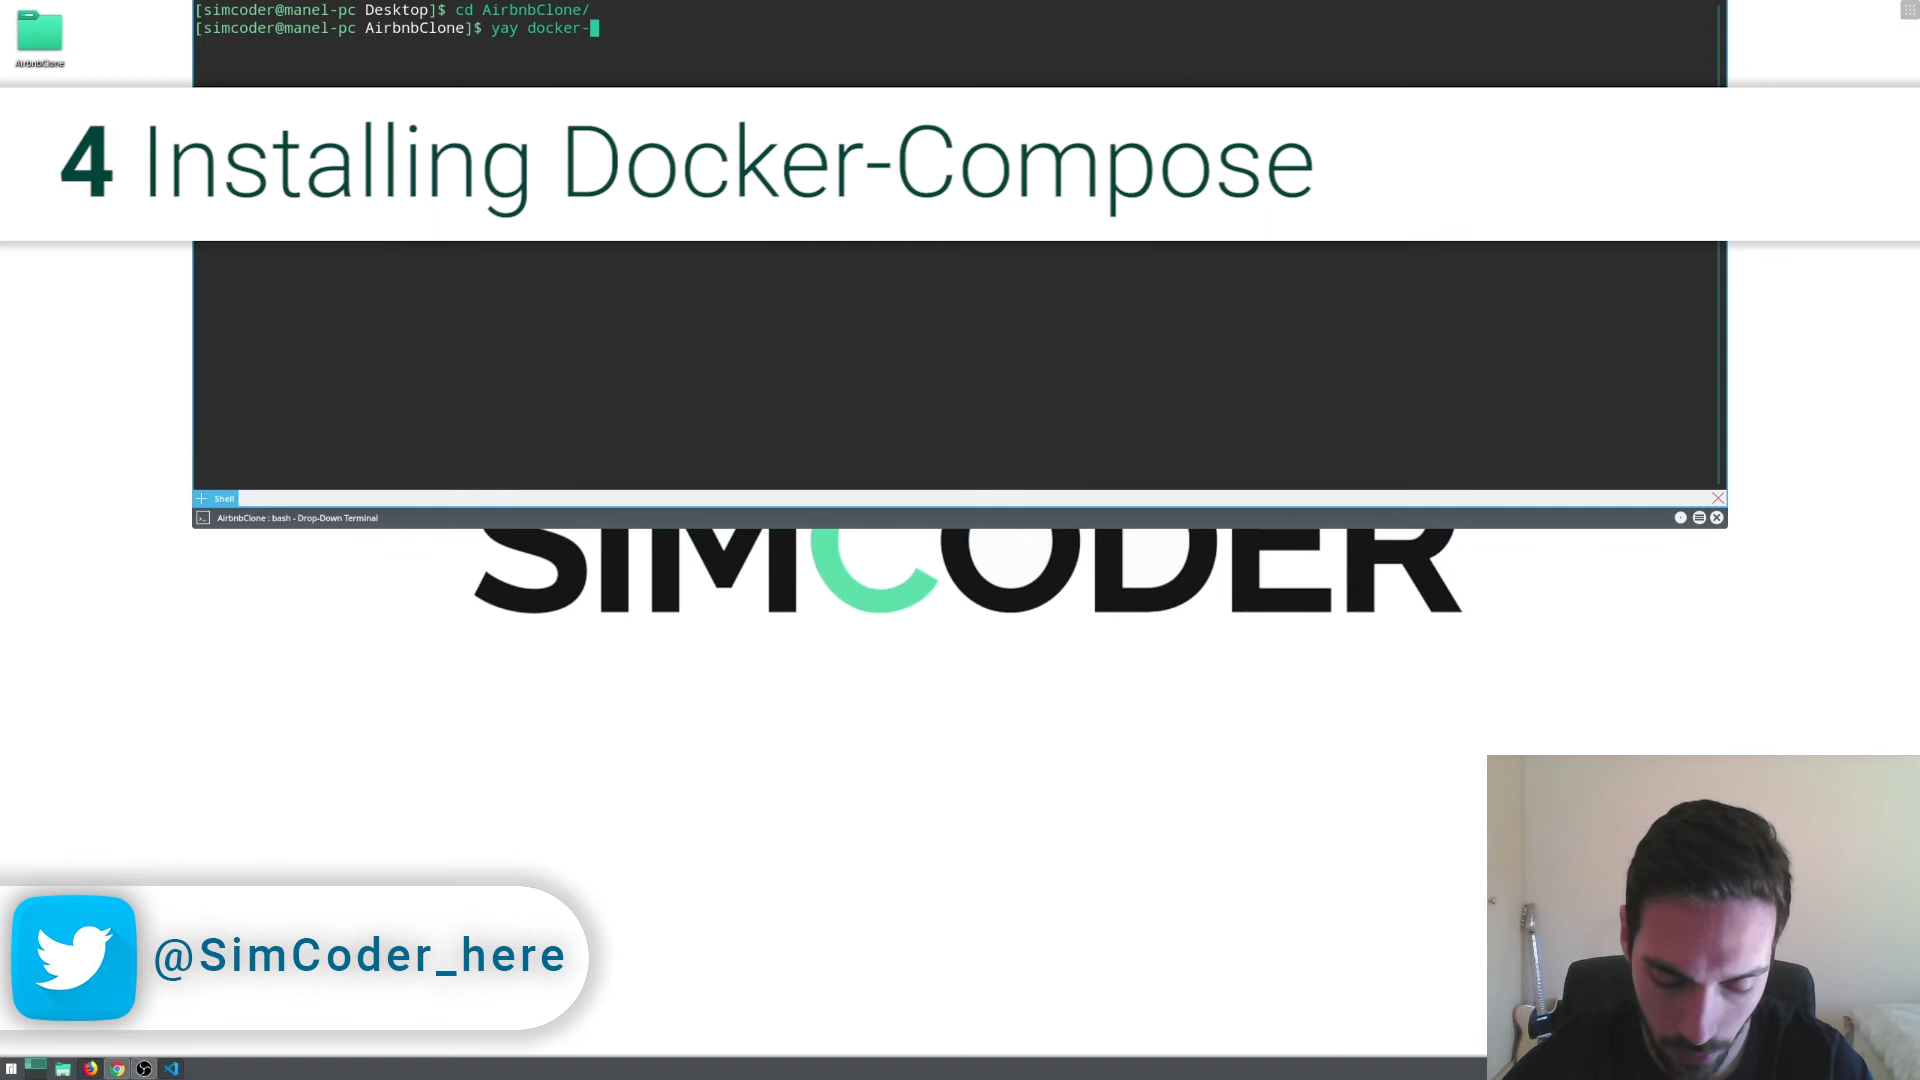 [simcoder@manel-pc Desktop]$ cd AirbnbClone/
[simcoder@manel-pc AirbnbClone]$ yay docker-
AirbnbClone
4 Installing Docker-Compose
Shell
AirbnbClone : bash - Drop-Down Terminal
SIMCODER
@SimCoder_here